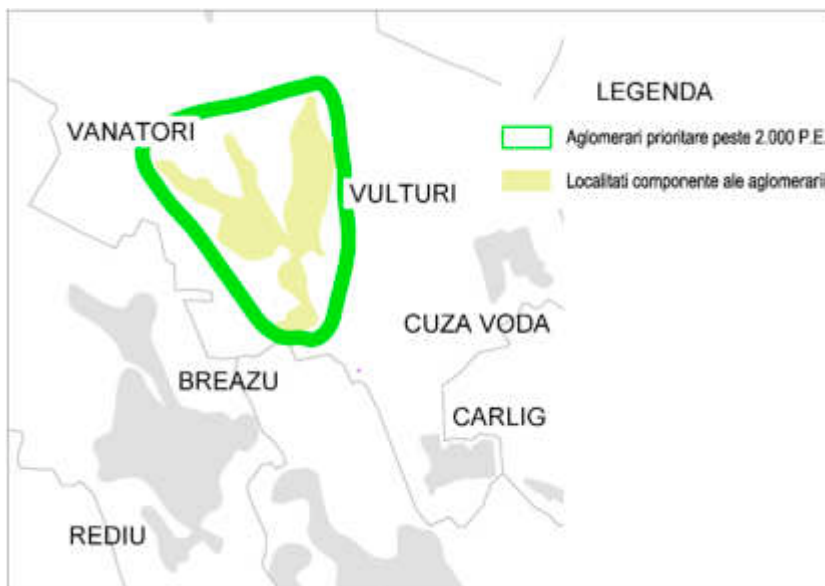 LEGENDA
VANATORI
Aglomerari prioritare peste 2.000 P.E.
Localitati componente ale aglomerarii
VULTURI
CUZA VODA
BREAZU
CARLIG
REDIU